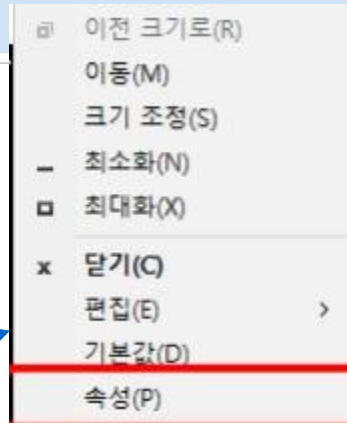 이전 크기로(R)
이동(M)
크기 조정(S)
최소화(N)
최대화(X)
닫기(C)
편집(E)
기본값(D)
속성(P)